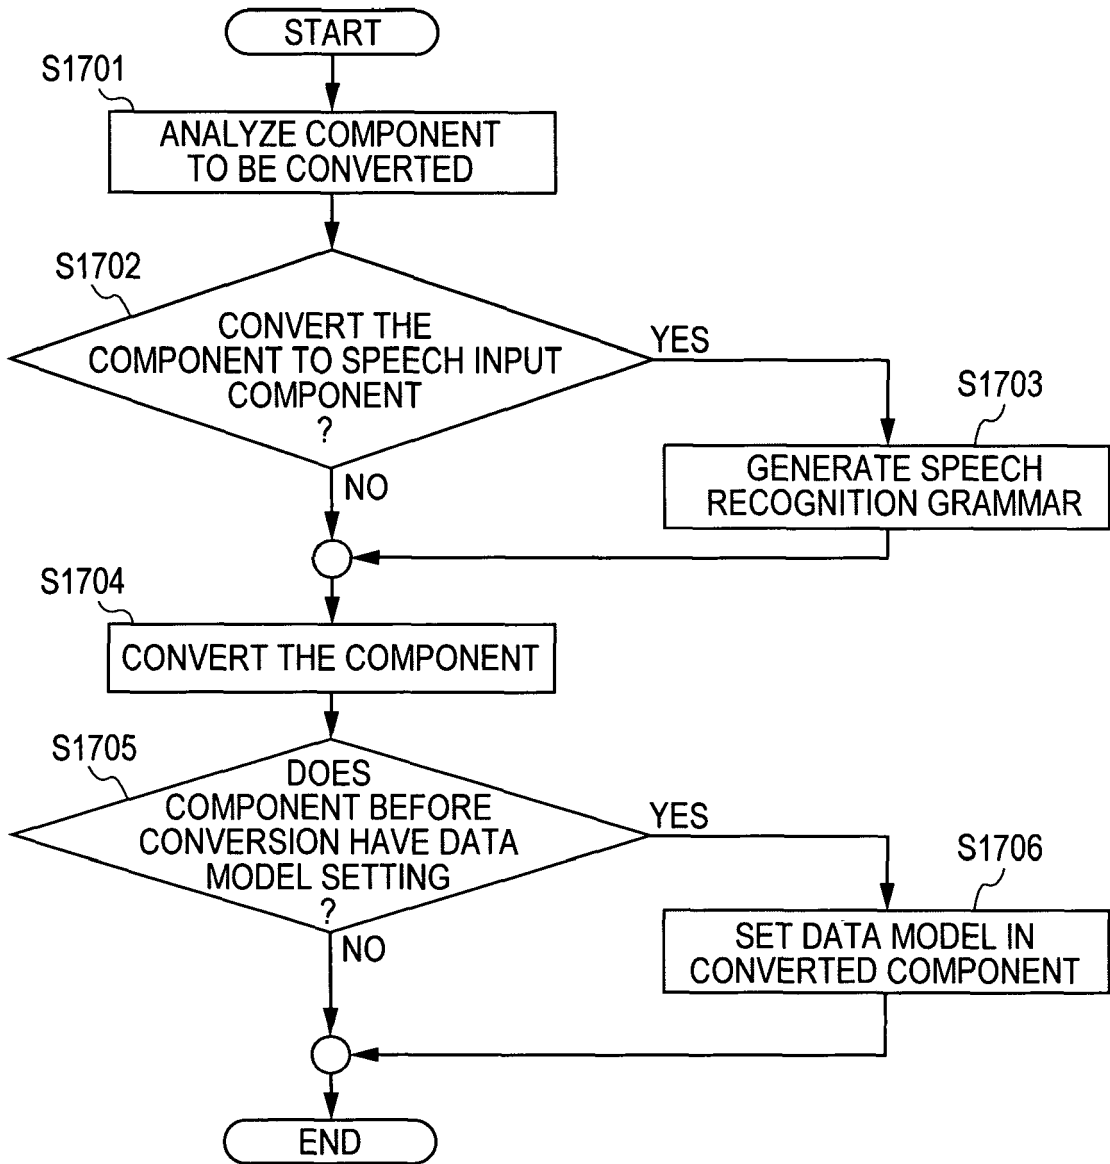 START
S1701
ANALYZE COMPONENT
TO BE CONVERTED
S1702
CONVERT THE
COMPONENT TO SPEECH INPUT
COMPONENT
?
YES
S1703
GENERATE SPEECH
RECOGNITION GRAMMAR
NO
S1704
CONVERT THE COMPONENT
S1705
DOES
COMPONENT BEFORE
CONVERSION HAVE DATA
MODEL SETTING
?
YES
S1706
SET DATA MODEL IN
CONVERTED COMPONENT
NO
END